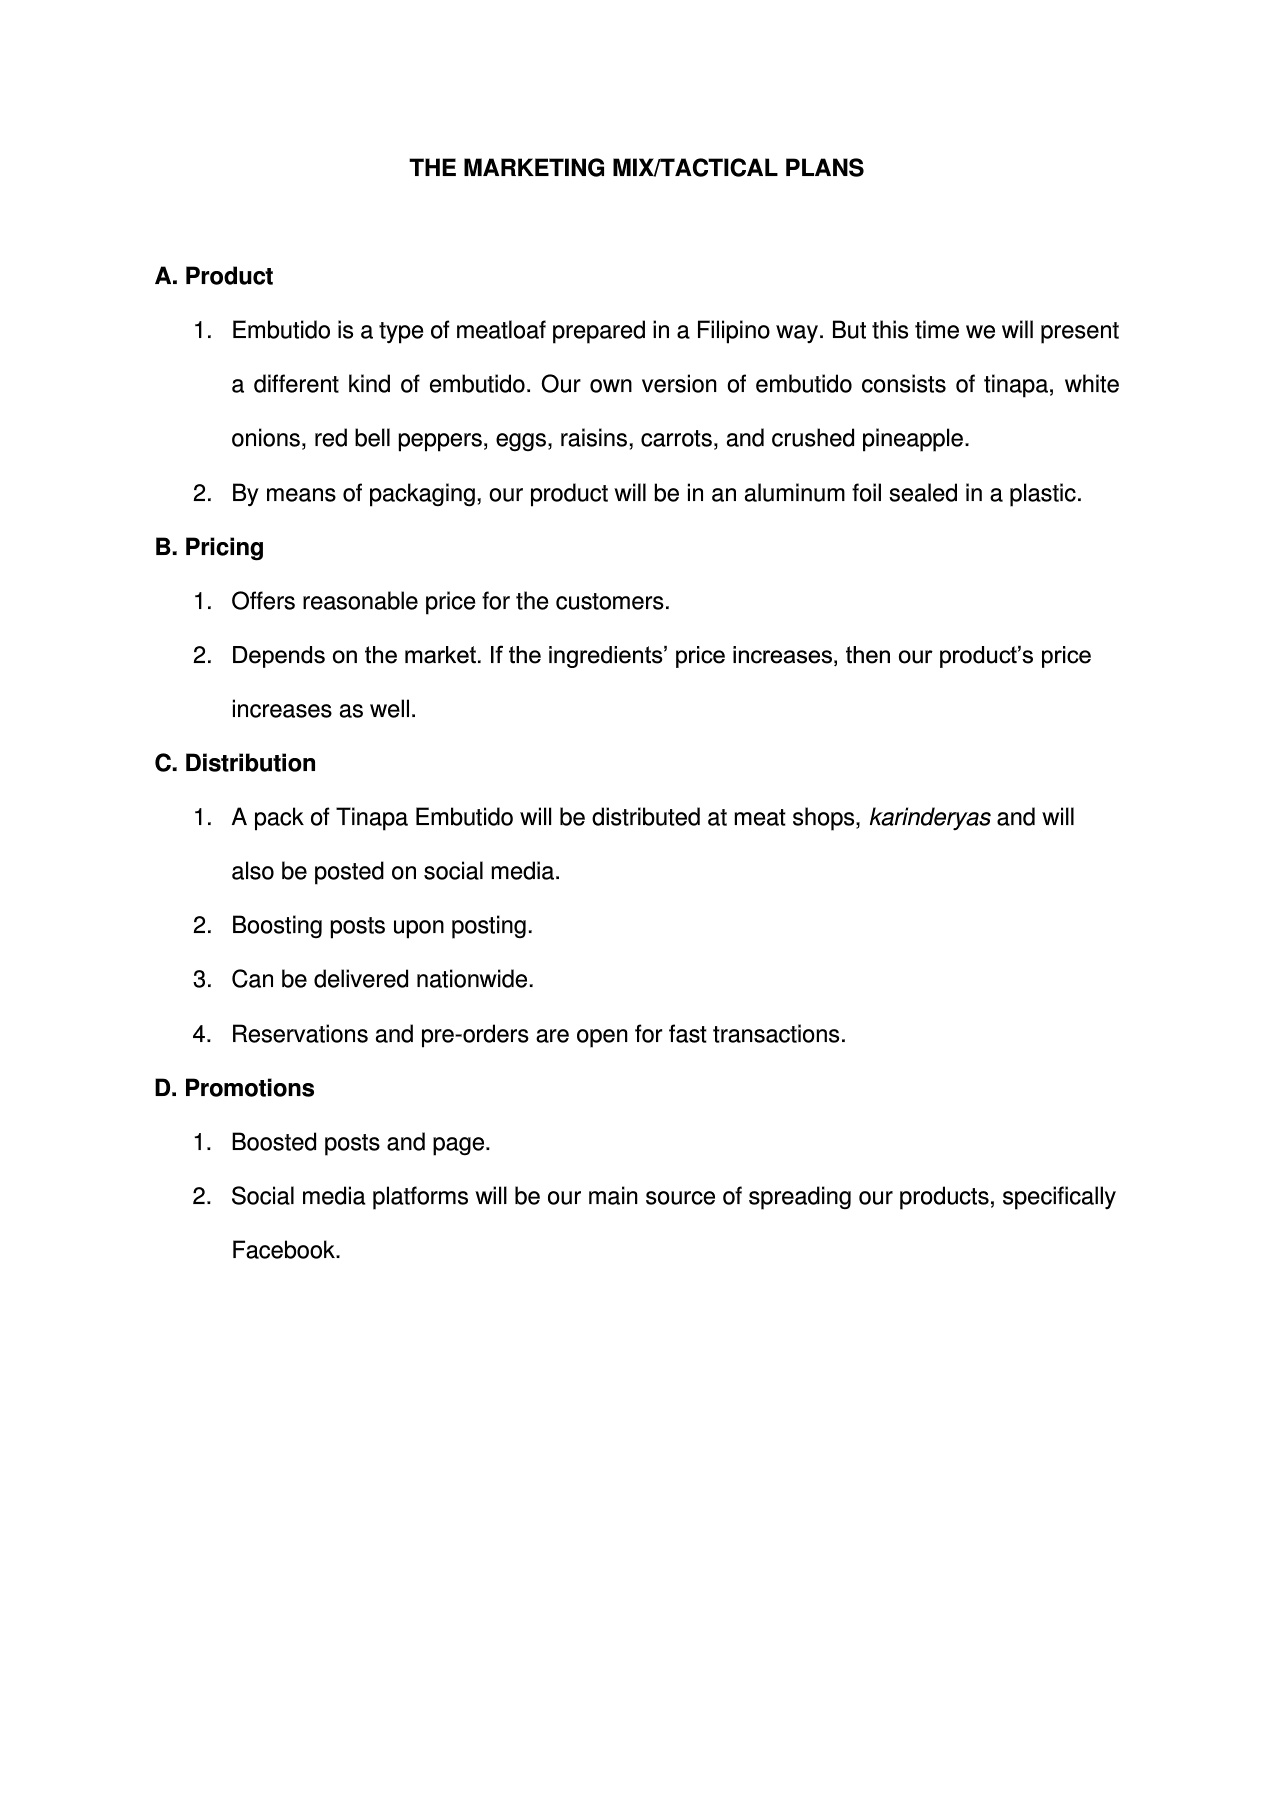 THE MARKETING MIX/TACTICAL PLANS
A. Product
1. Embutido is a type of meatloaf prepared in a Filipino way. But this time we will present
a different kind of embutido. Our own version of embutido consists of tinapa, white
onions, red bell peppers, eggs, raisins, carrots, and crushed pineapple.
2. By means of packaging, our product will be in an aluminum foil sealed in a plastic.
B. Pricing
1. Offers reasonable price for the customers.
2. Depends on the market. If the ingredients’ price increases, then our product’s price
increases as well.
C. Distribution
1. A pack of Tinapa Embutido will be distributed at meat shops, karinderyas and will
also be posted on social media.
2. Boosting posts upon posting.
3. Can be delivered nationwide.
4. Reservations and pre-orders are open for fast transactions.
D. Promotions
1. Boosted posts and page.
2. Social media platforms will be our main source of spreading our products, specifically
Facebook.